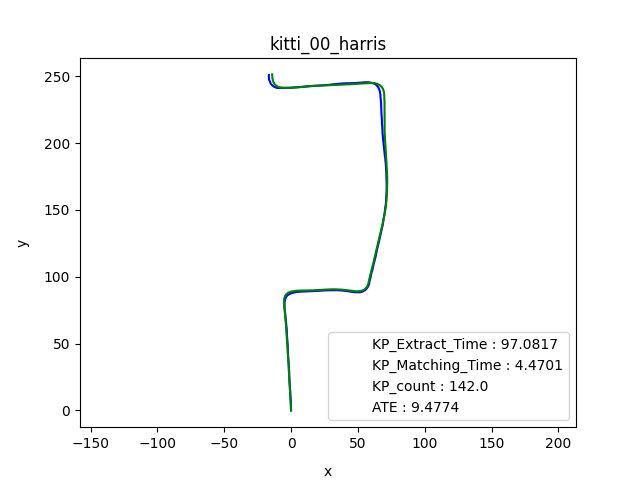 kitti_00_harris
y
250
200
150
100
50
0
KP_Extract_Time : 97.0817
KP_Matching_Time : 4.4701
KP_count : 142.0
ATE : 9.4774
−150 −100 −50 0 50 100 150 200
x